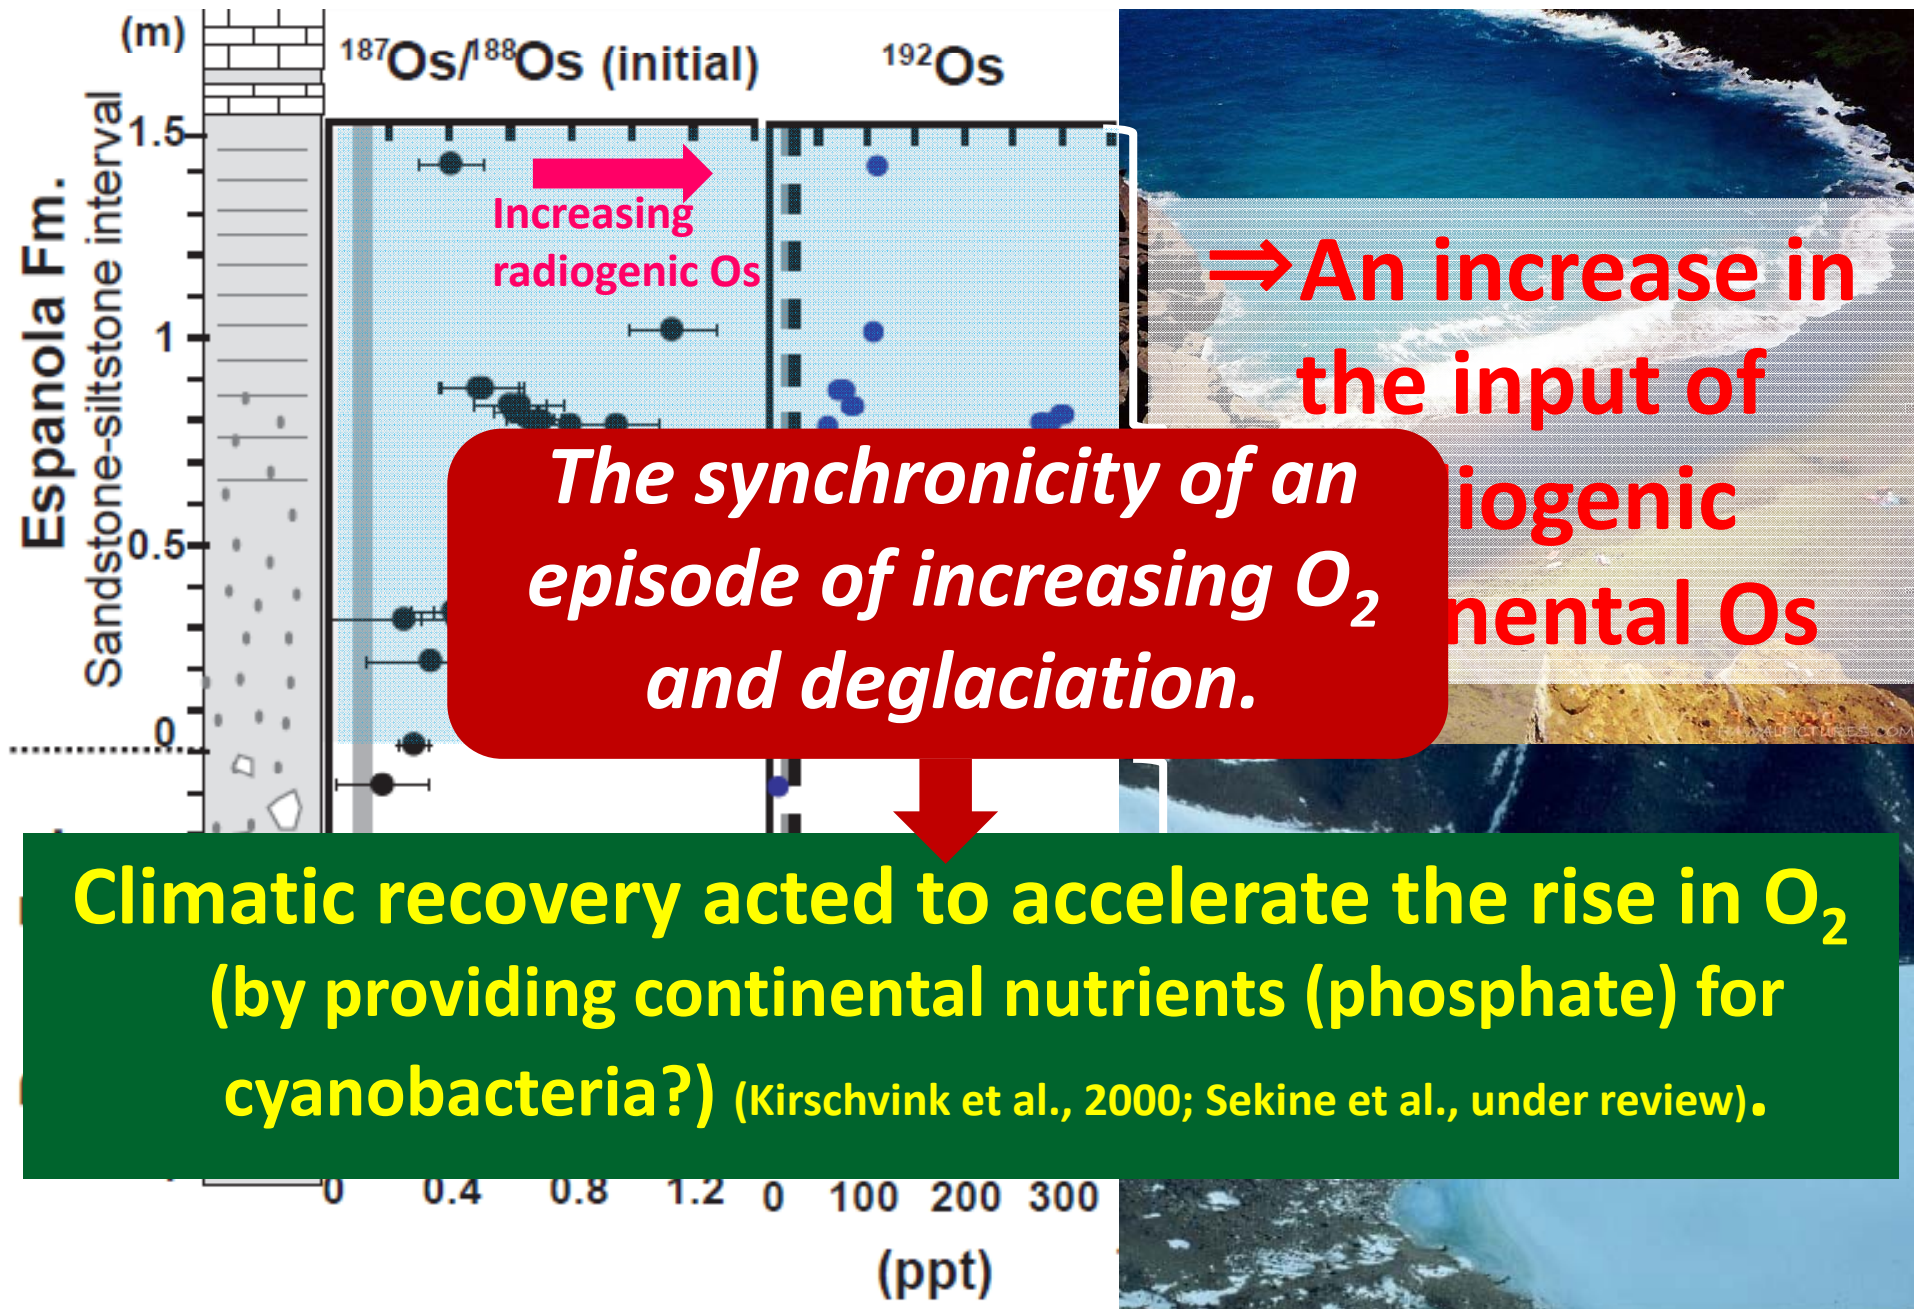 (m)
187Os/188Os (initial)
192Os
Espanola Fm.
Sandstone-siltstone interval
1.5
1
0.5
0
Increasing
radiogenic Os
⇒An increase in
the input of
iogenic
nental Os
The synchronicity of an
episode of increasing O2
and deglaciation.
Climatic recovery acted to accelerate the rise in O2
(by providing continental nutrients (phosphate) for
cyanobacteria?) (Kirschvink et al., 2000; Sekine et al., under review).
0 0.4 0.8 1.2
0 100 200 300
(ppt)